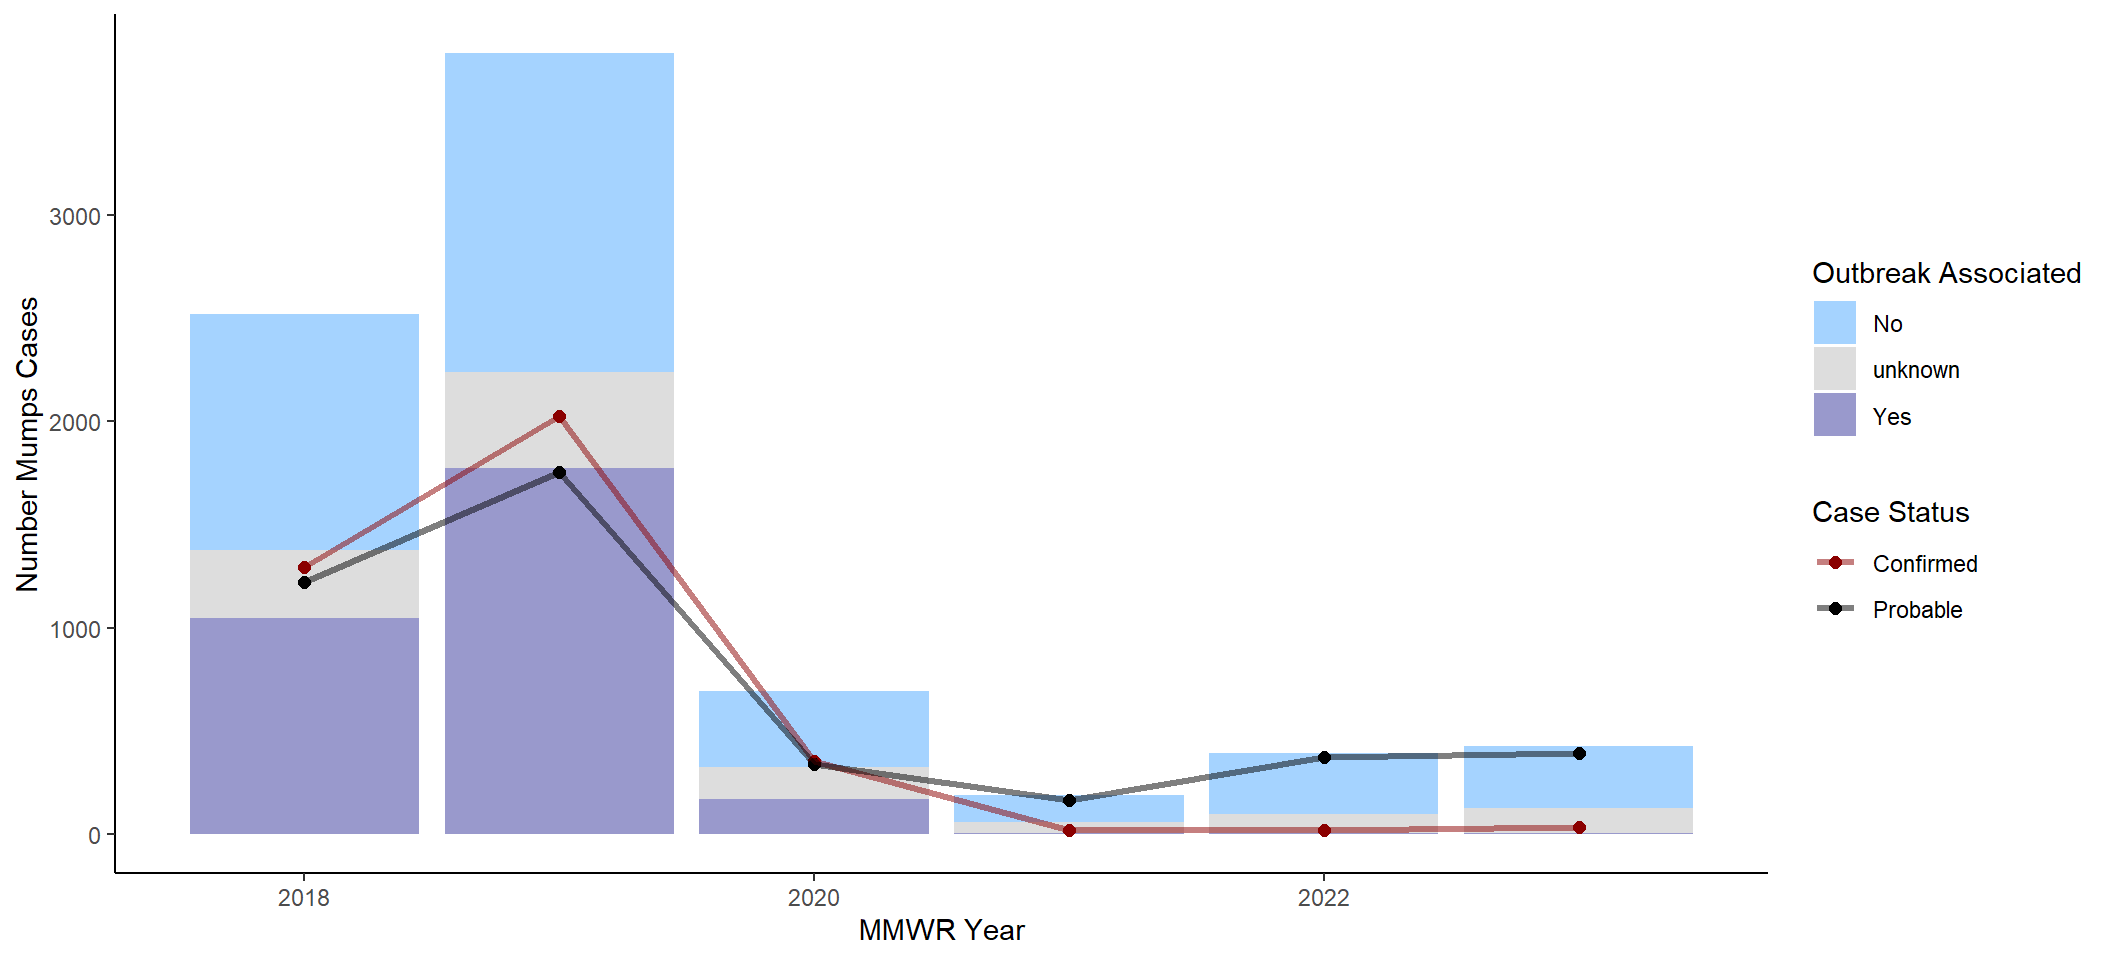 Number Mumps Cases
3000
2000
1000
0
2018
2020
2022
MMWR Year
Outbreak Associated
No
unknown
Yes
Case Status
Confirmed
Probable